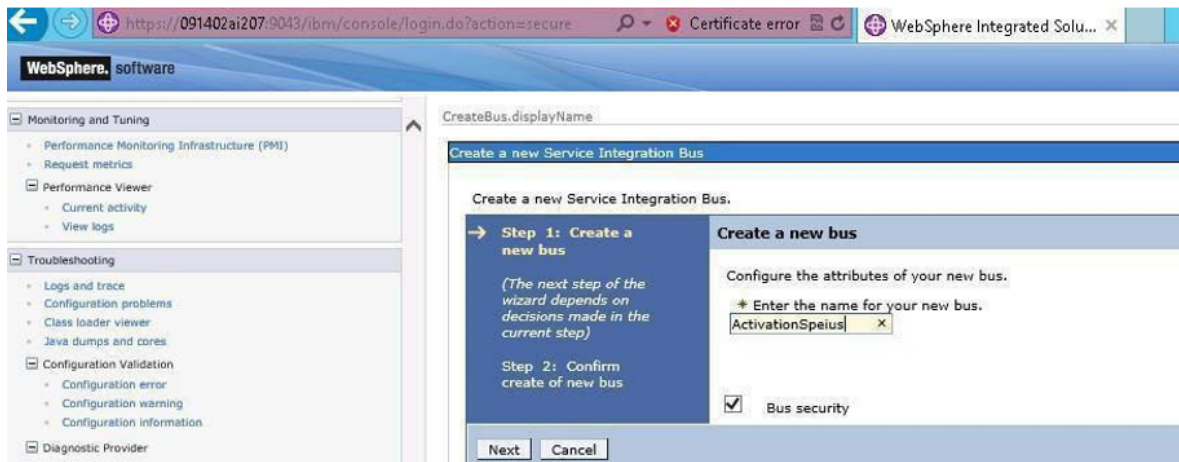 https://091402ai207:9043/ibm/console/login.do?action=secure
Certificate error
WebSphere Integrated Solu...
WebSphere. software
Monitoring and Tuning
Performance Monitoring Infrastructure (PMI)
Request metrics
Performance Viewer
Current activity
View logs
Troubleshooting
Logs and trace
Configuration problems
Class loader viewer
Java dumps and cores
Configuration Validation
Configuration error
Configuration warning
Configuration information
Diagnostic Provider
CreateBus.displayName
Create a new Service Integration Bus
Create a new Service Integration Bus.
Step 1: Create a
new bus
(The next step of the
wizard depends on
decisions made in the
current step)
Step 2: Confirm
create of new bus
Create a new bus
Configure the attributes of your new bus.
* Enter the name for your new bus.
ActivationSpeius
Bus security
Next
Cancel